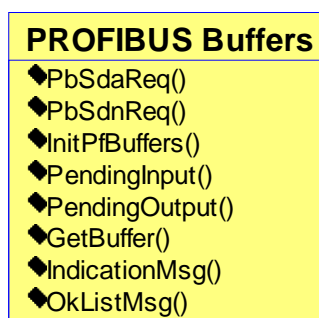 PROFIBUS Buffers
PbSdaReq()
PbSdnReq()
InitPfBuffers()
PendingInput()
PendingOutput()
GetBuffer()
IndicationMsg()
OkListMsg()